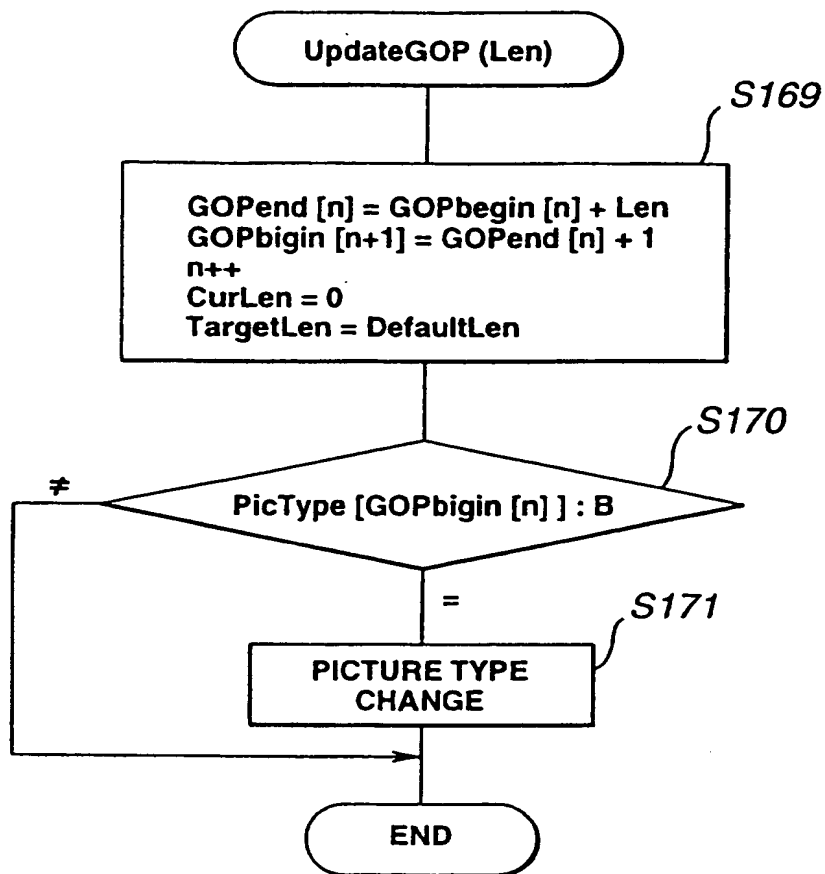 UpdateGOP (Len)
S169
GOPend [n] = GOPbegin [n] + Len
GOPbigin [n+1] = GOPend [n] + 1
n++
CurLen = 0
TargetLen = DefaultLen
S170
≠
PicType [GOPbigin [n] ] : B
=
S171
PICTURE TYPE
CHANGE
END